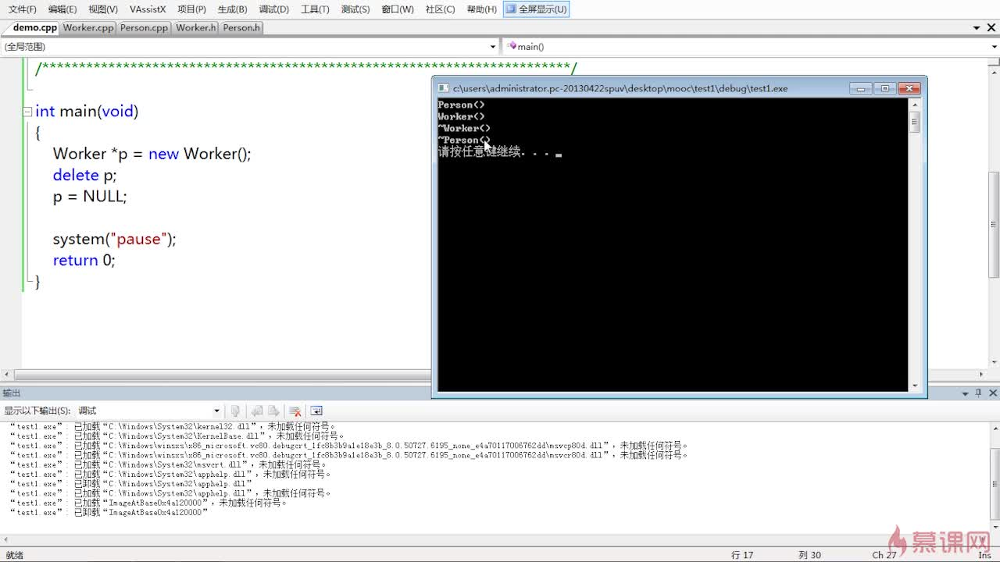 文件(F) 编辑(E) 视图(V) VAssistX 项目(P) 生成(B) 调试(D) 工具(T) 测试(S) 窗口(W) 社区(C) 帮助(H) 全屏显示(U)
demo.cpp Worker.cpp Person.cpp Worker.h Person.h
(全局范围) main()
/*************************************************************************/
int main(void)
{
Worker *p = new Worker();
delete p;
p = NULL;
system("pause");
return 0;
}
c:\users\administrator.pc-20130422spuv\desktop\mooc\test1\debug\test1.exe
Person()
Worker()
~Worker()
~Person()
请按任意键继续. . .
输出
显示以下输出(S): 调试
“test1.exe”: 已加载“C:\Windows\System32\kernel32.dll”，未加载任何符号。
“test1.exe”: 已加载“C:\Windows\System32\KernelBase.dll”，未加载任何符号。
“test1.exe”: 已加载“C:\Windows\winsxs\x86_microsoft.vc80.debugcrt_1fc8b3b9a1e18e3b_8.0.50727.6195_none_e4a70117006762dd\msvcp80d.dll”，未加载任何符号。
“test1.exe”: 已加载“C:\Windows\winsxs\x86_microsoft.vc80.debugcrt_1fc8b3b9a1e18e3b_8.0.50727.6195_none_e4a70117006762dd\msvcr80d.dll”，未加载任何符号。
“test1.exe”: 已加载“C:\Windows\System32\msvcrt.dll”，未加载任何符号。
“test1.exe”: 已加载“C:\Windows\System32\apphelp.dll”，未加载任何符号。
“test1.exe”: 已卸载“C:\Windows\System32\apphelp.dll”
“test1.exe”: 已加载“C:\Windows\System32\apphelp.dll”，未加载任何符号。
“test1.exe”: 已加载“ImageAtBase0x4a120000”，未加载任何符号。
“test1.exe”: 已卸载“ImageAtBase0x4a120000”
慕课网
就绪 行 17 列 30 Ch 27 Ins